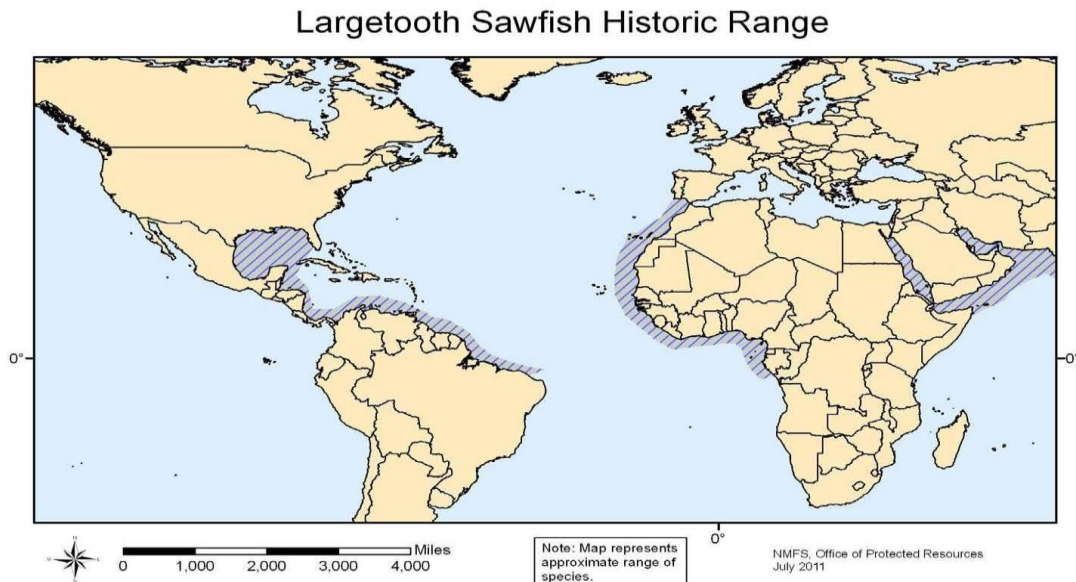 Largetooth Sawfish Historic Range
0°
0°
0°
Miles
0 1,000 2,000 3,000 4,000
Note: Map represents
approximate range of
species.
NMFS, Office of Protected Resources
July 2011